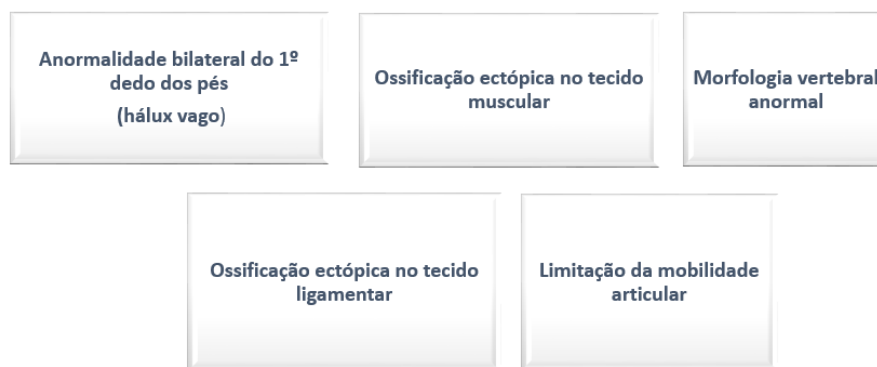 Anormalidade bilateral do 1º
dedo dos pés
(hálux vago)
Ossificação ectópica no tecido
muscular
Morfologia vertebral
anormal
Ossificação ectópica no tecido
ligamentar
Limitação da mobilidade
articular